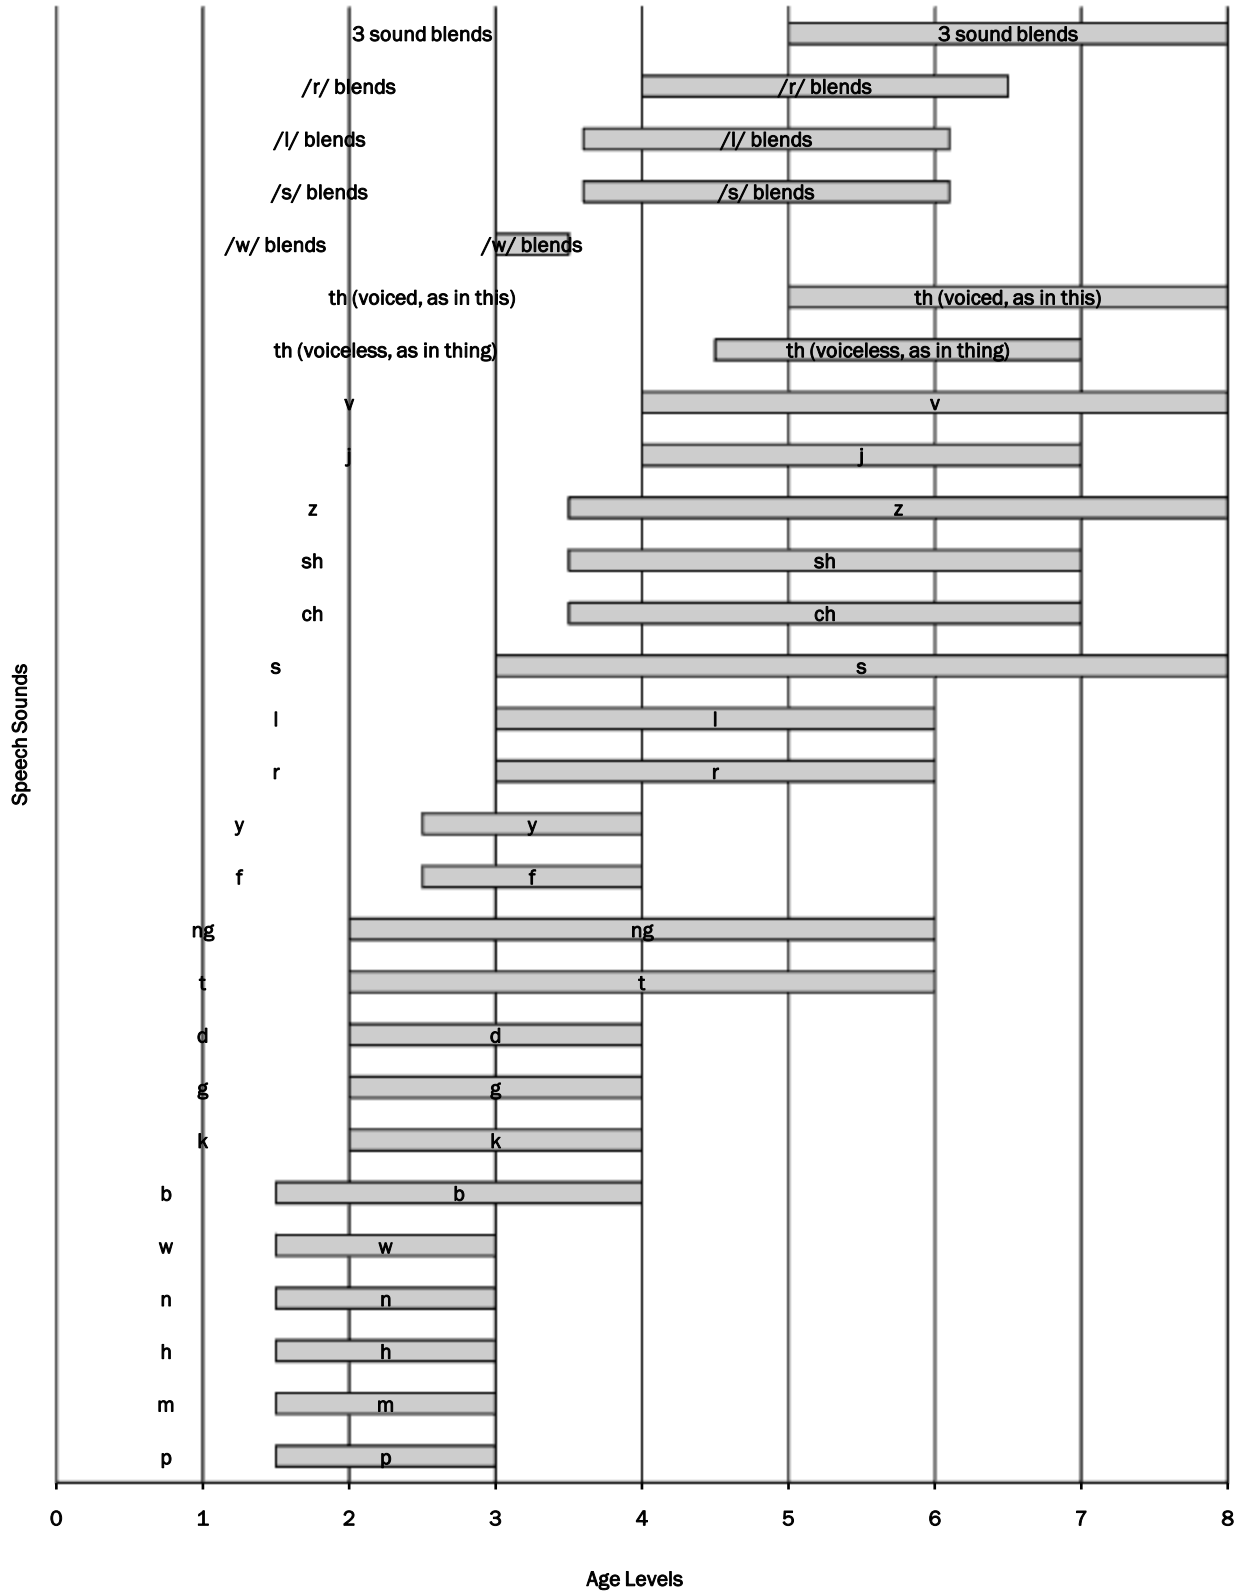 3 sound blends 3 sound blends
/r/ blends /r/ blends
/l/ blends /l/ blends
/s/ blends /s/ blends
/w/ blends /w/ blends
th (voiced, as in this) th (voiced, as in this)
th (voiceless, as in thing) th (voiceless, as in thing)
v v
j j
z z
sh sh
ch ch
s s
l l
r r
y y
f f
ng ng
t t
d d
g g
k k
b b
w w
n n
h h
m m
p p
Speech Sounds
0 1 2 3 4 5 6 7 8
Age Levels